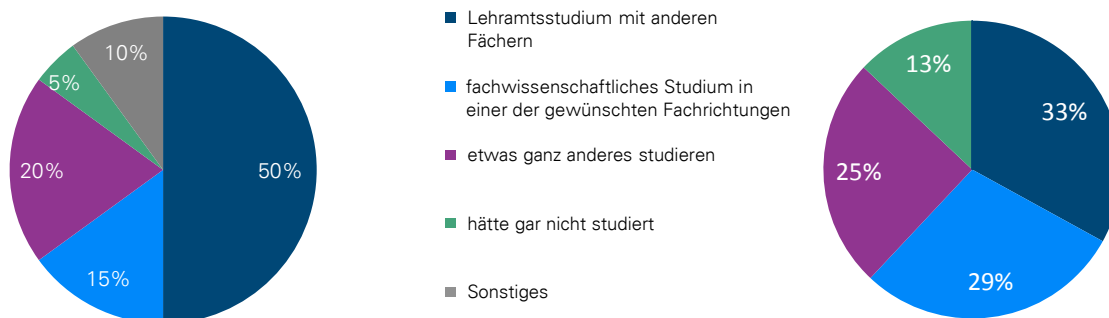 10%
5%
20%
50%
15%
Lehramtsstudium mit anderen
Fächern
fachwissenschaftliches Studium in
einer der gewünschten Fachrichtungen
etwas ganz anderes studieren
hätte gar nicht studiert
Sonstiges
13%
33%
25%
29%